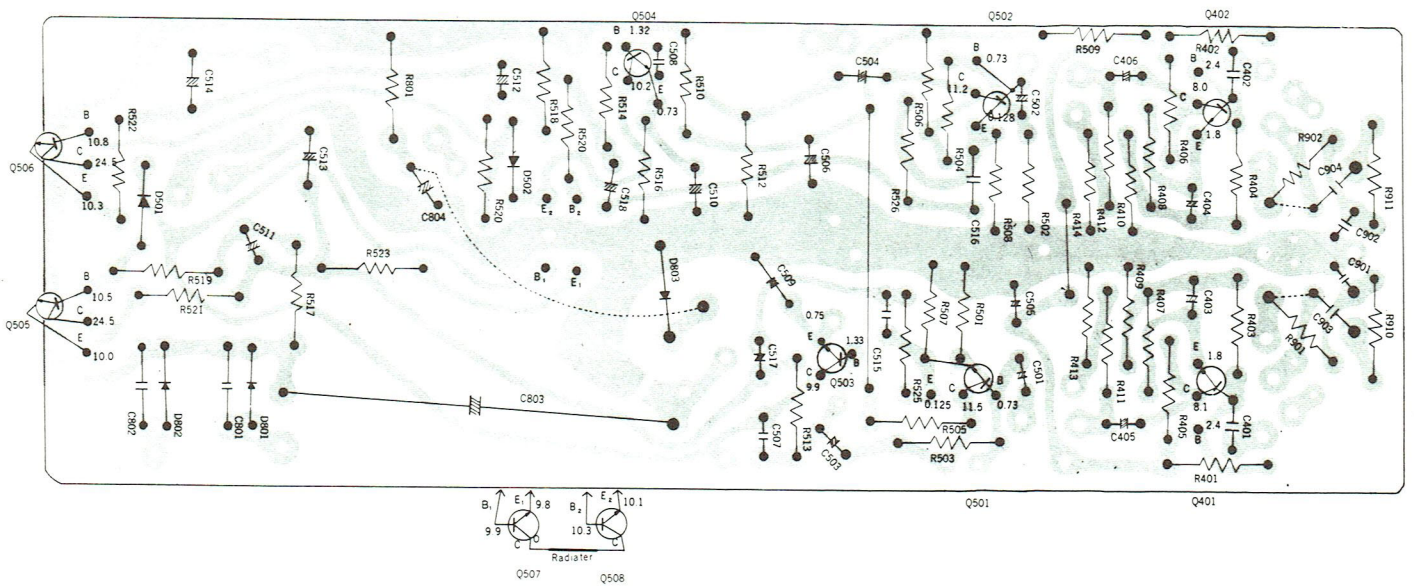 Q504
Q502
Q402
B 1.32
C508
C
10.2
E
0.73
R510
R514
C512
R518
R520
C514
R801
C504
B 0.73
C
11.2
0.128
E
C502
R506
R504
R509
C406
R402
B 2.4
C402
8.0
C
1.8
E
R406
R404
Q506
B
10.8
C
24.5
E
10.3
R522
D501
C513
C804
R520
D502
E₂
B₂
C518
R516
C510
R512
C506
R526
C516
R508
R502
R414
R412
R410
R408
C404
R902
C904
R911
C902
C511
R519
R521
R523
R517
B₁
E₁
D803
C509
R507
R501
C505
R409
R407
C403
R403
C901
C903
R901
R910
Q505
B
10.5
C
24.5
E
10.0
0.75
E
1.33
B
C
9.9
Q503
C517
C515
R525
E
0.125
C
11.5
B
B
0.73
C501
R413
R411
R405
E
1.8
C
8.1
2.4
B
C401
C802
D802
C801
D801
C803
C507
R513
C503
R505
R503
C405
R401
Q501
Q401
B₁
E₁
9.8
B₂
E₂
10.1
9.9
10.3
C
O
C
Radiater
Q507
Q508